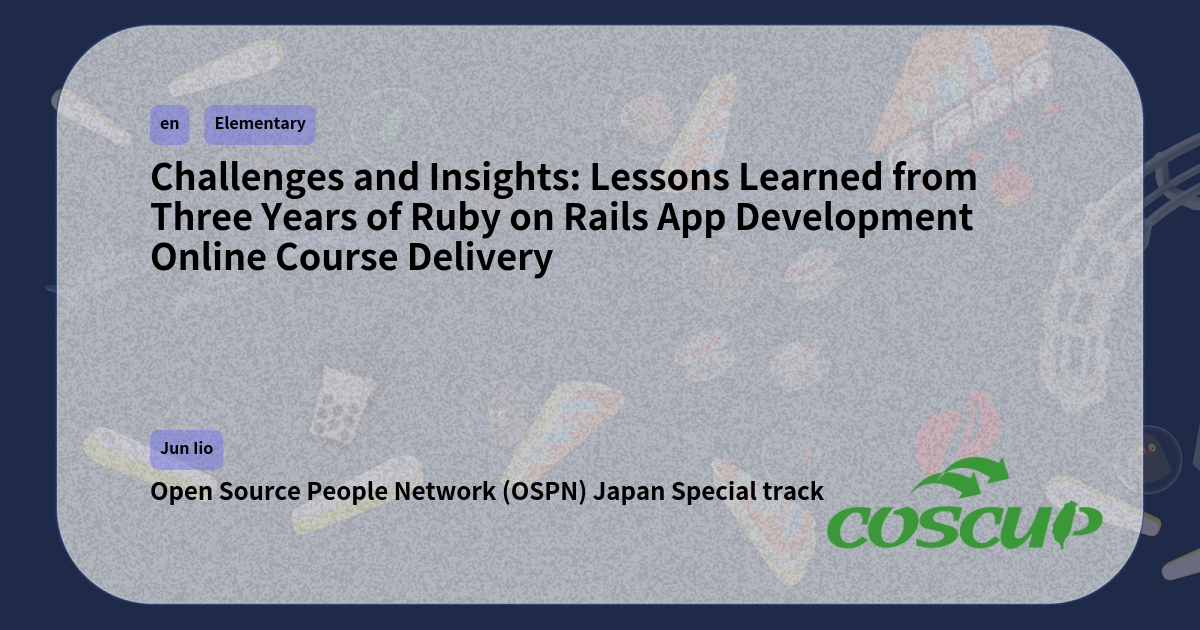 en Elementary
Challenges and Insights: Lessons Learned from
Three Years of Ruby on Rails App Development
Online Course Delivery
Jun Iio
Open Source People Network (OSPN) Japan Special track
COSCUP